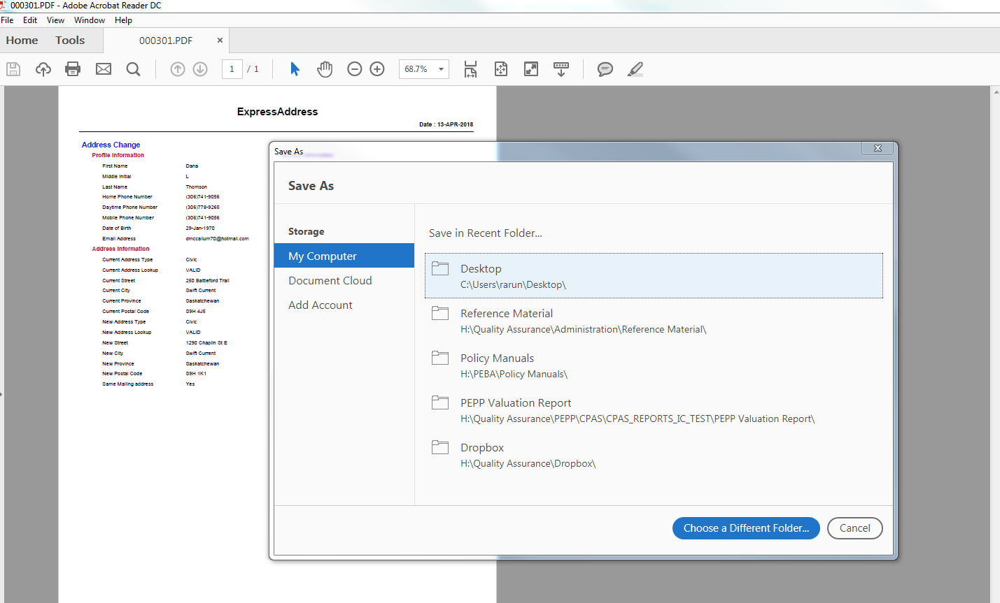 000301.PDF - Adobe Acrobat Reader DC
File Edit View Window Help
Home Tools 000301.PDF
1 / 1 68.7%
ExpressAddress
Date : 13-APR-2018
Address Change
Profile Information
First Name Dana
Middle Initial L
Last Name Thomson
Home Phone Number (306)741-9056
Daytime Phone Number (306)778-9265
Mobile Phone Number (306)741-9056
Date of Birth 29-Jan-1970
Email Address dmccallum70@hotmail.com
Address Information
Current Address Type Civic
Current Address Lookup VALID
Current Street 250 Battleford Trail
Current City Swift Current
Current Province Saskatchewan
Current Postal Code S9H 4J5
New Address Type Civic
New Address Lookup VALID
New Street 1290 Chaplin St E
New City Swift Current
New Province Saskatchewan
New Postal Code S9H 1K1
Same Mailing address Yes
Save As
Save As
Storage
My Computer
Document Cloud
Add Account
Save in Recent Folder...
Desktop
C:\Users\rarun\Desktop\
Reference Material
H:\Quality Assurance\Administration\Reference Material\
Policy Manuals
H:\PEBA\Policy Manuals\
PEPP Valuation Report
H:\Quality Assurance\PEPP\CPAS\CPAS_REPORTS_IC_TEST\PEPP Valuation Report\
Dropbox
H:\Quality Assurance\Dropbox\
Choose a Different Folder... Cancel